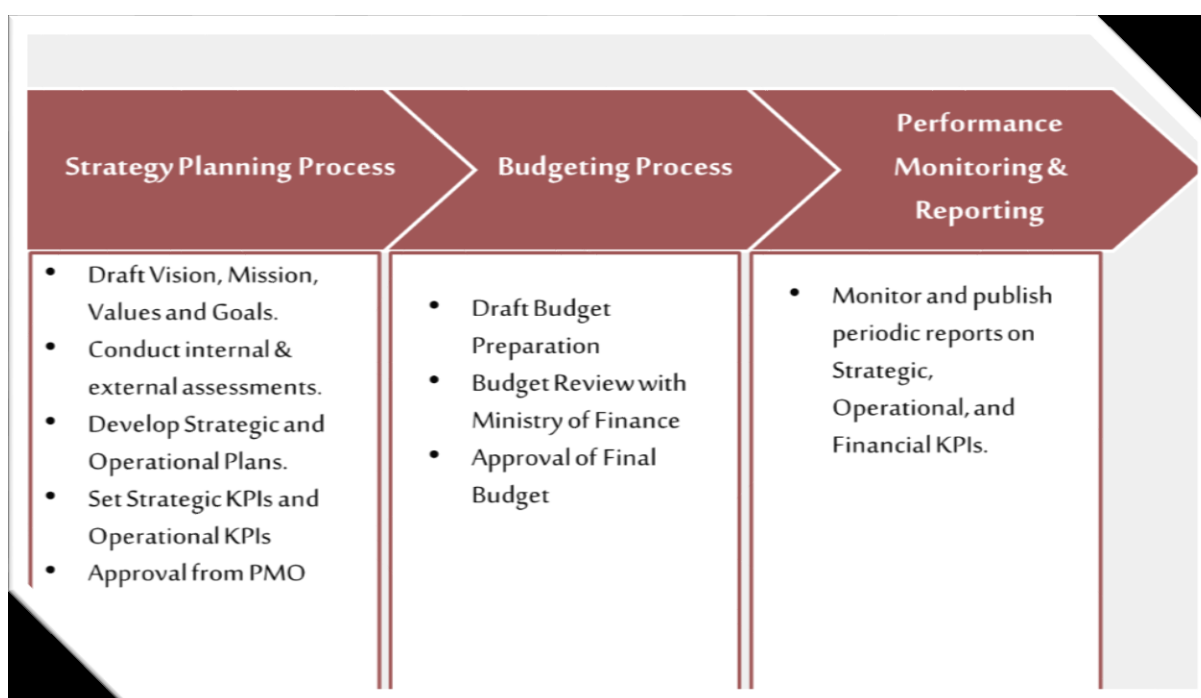 Strategy Planning Process
Budgeting Process
Performance
Monitoring &
Reporting
• Draft Vision, Mission,
Values and Goals.
• Conduct internal &
external assessments.
• Develop Strategic and
Operational Plans.
• Set Strategic KPIs and
Operational KPIs
• Approval from PMO
• Draft Budget
Preparation
• Budget Review with
Ministry of Finance
• Approval of Final
Budget
• Monitor and publish
periodic reports on
Strategic,
Operational, and
Financial KPIs.